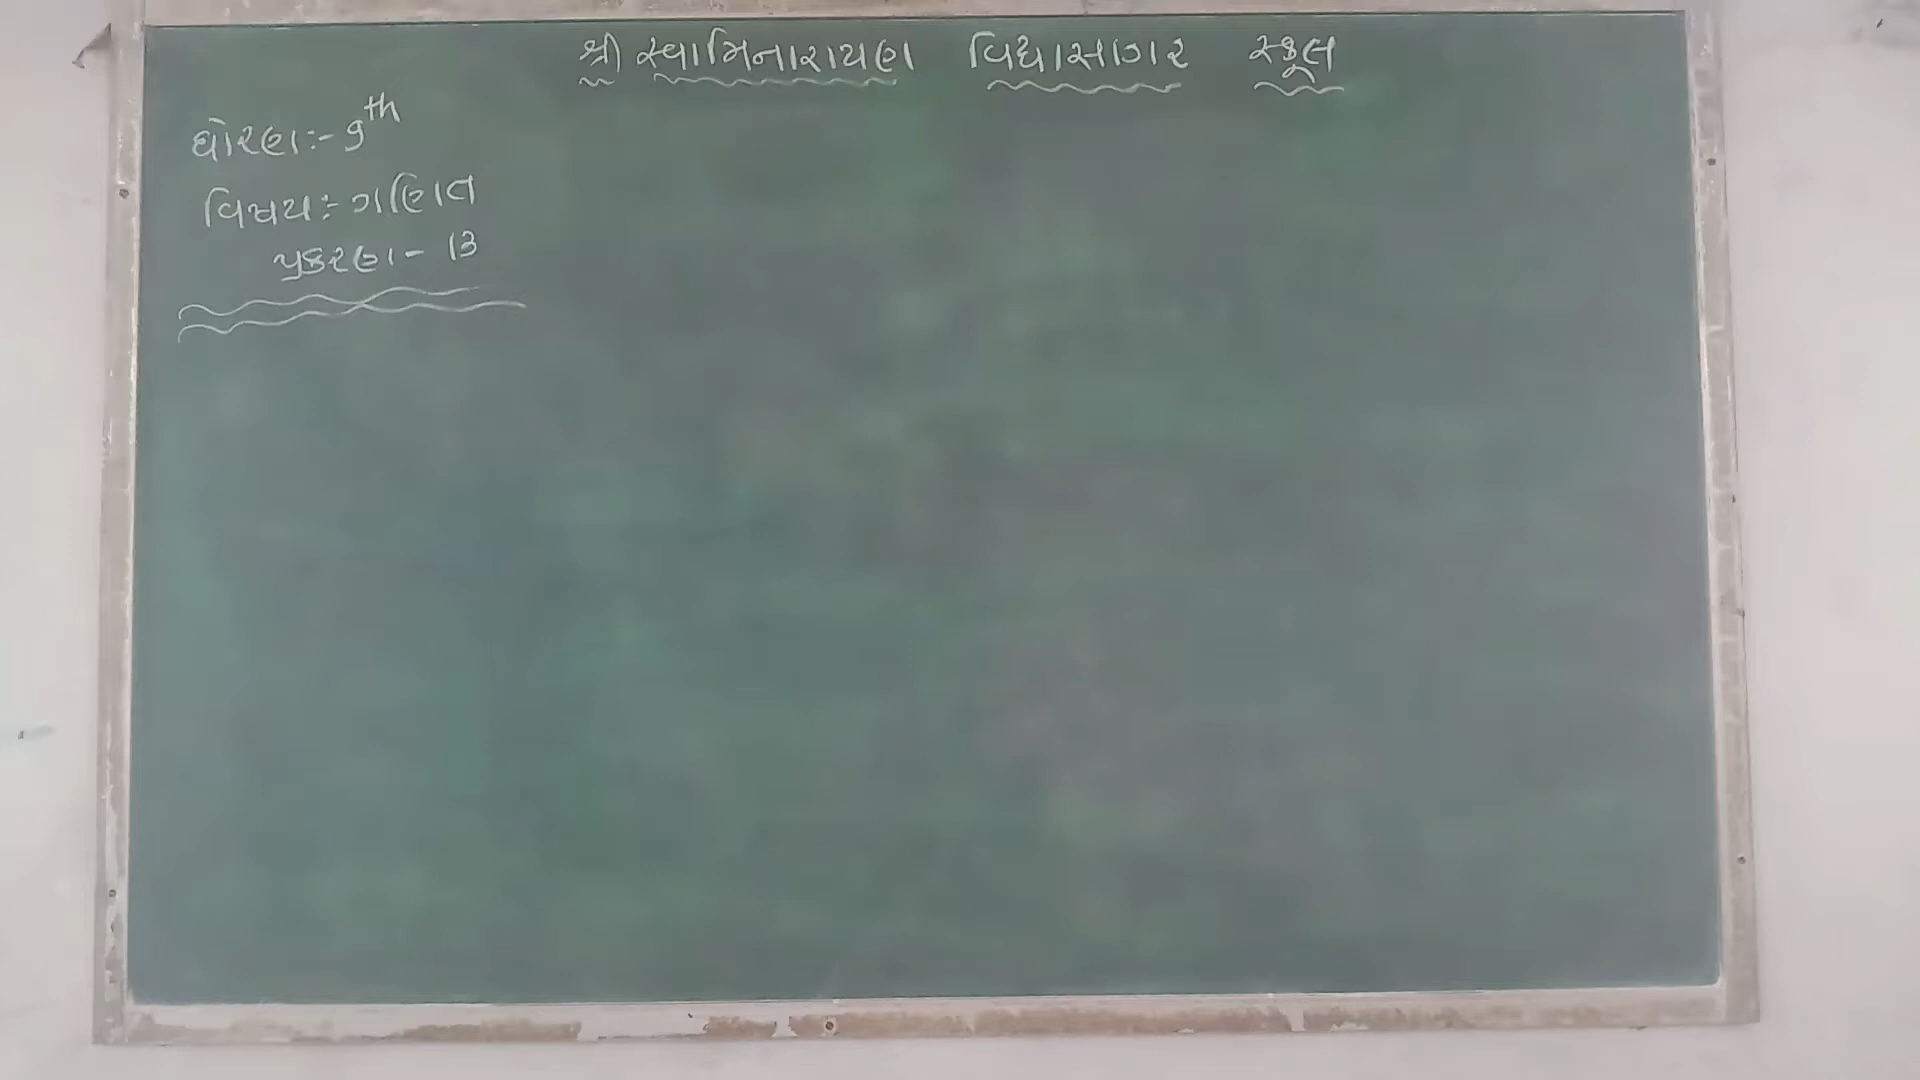 શ્રી સ્વામિનારાયણ વિદ્યાસાગર સ્કૂલ
ધોરણ:- 9th
વિષય:- ગણિત
પ્રકરણ- 13